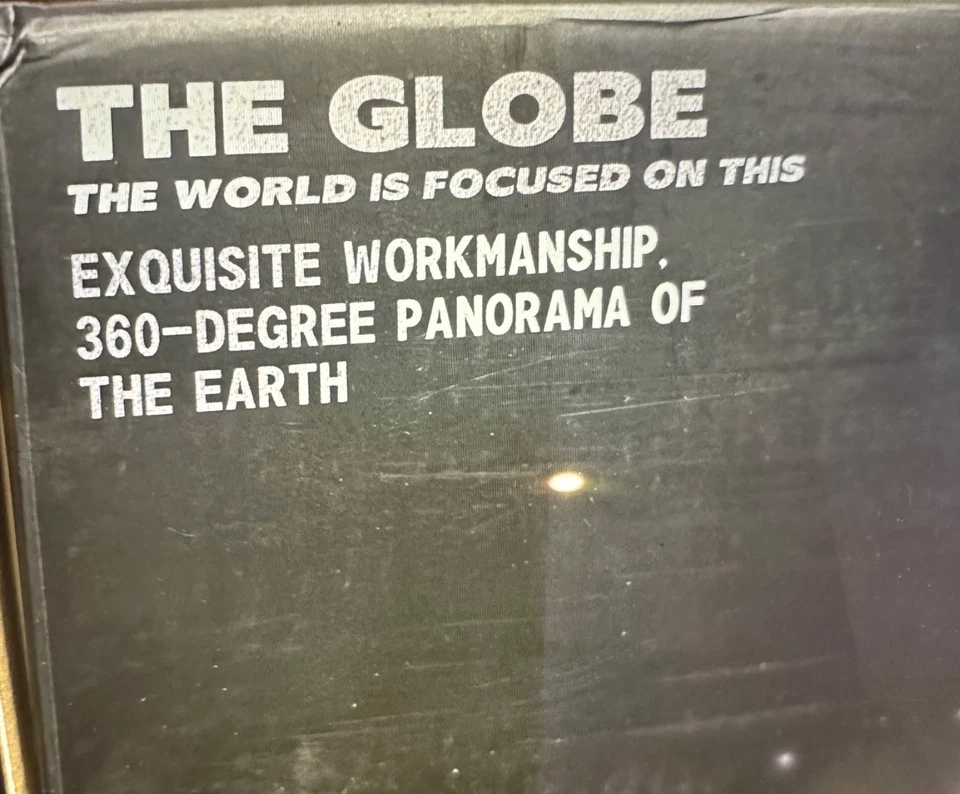 THE GLOBE
THE WORLD IS FOCUSED ON THIS
EXQUISITE WORKMANSHIP.
360-DEGREE PANORAMA OF
THE EARTH